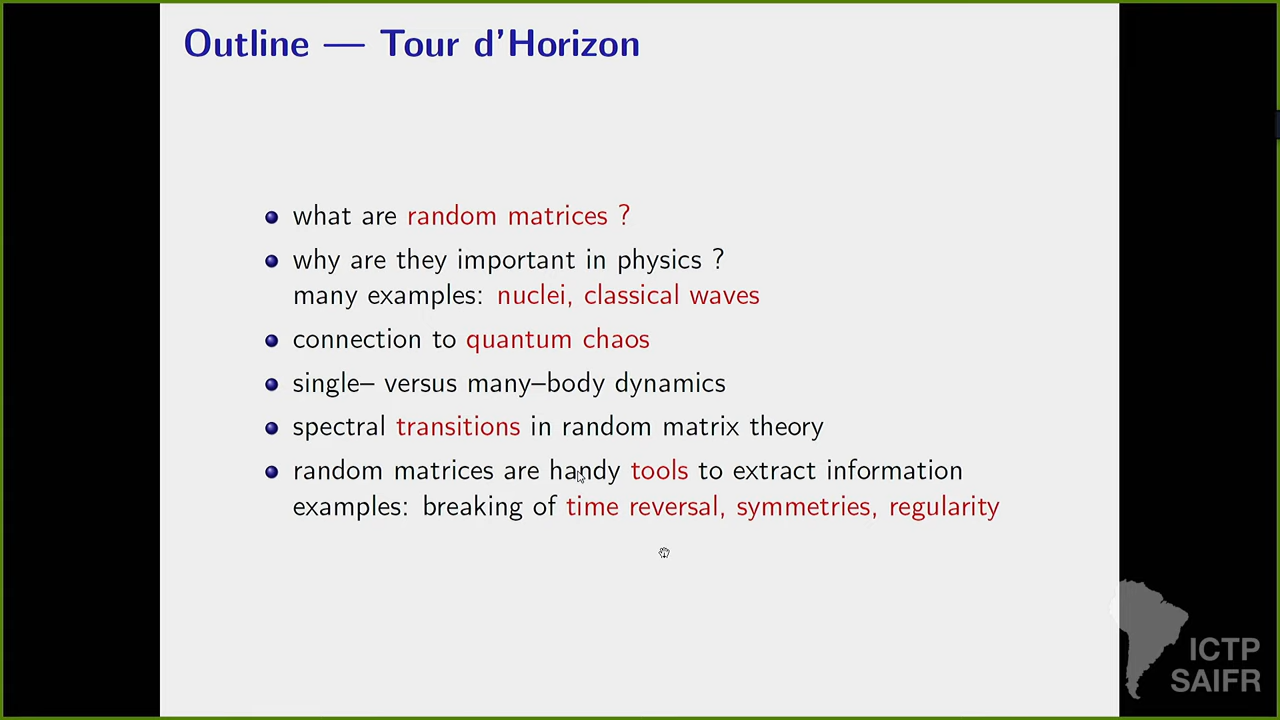 Outline — Tour d'Horizon
what are random matrices ?
why are they important in physics ?
many examples: nuclei, classical waves
connection to quantum chaos
single– versus many–body dynamics
spectral transitions in random matrix theory
random matrices are handy tools to extract information
examples: breaking of time reversal, symmetries, regularity
ICTP
SAIFR